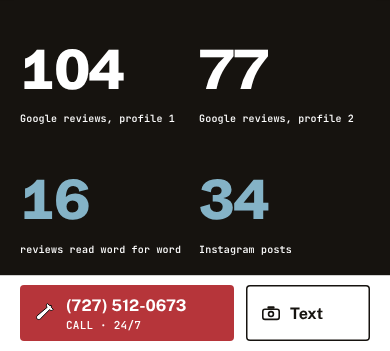 104
Google reviews, profile 1
77
Google reviews, profile 2
16
reviews read word for word
34
Instagram posts
(727) 512-0673
CALL · 24/7
Text